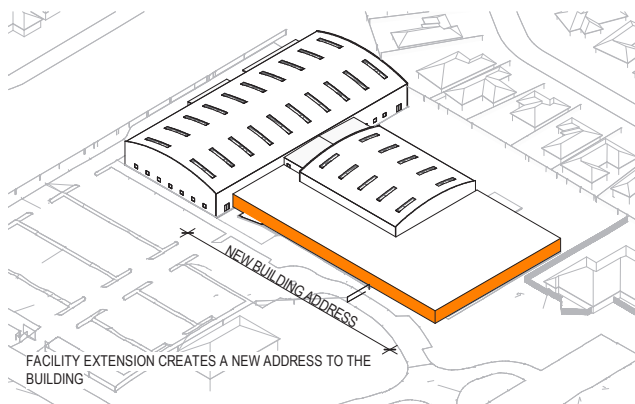 NEW BUILDING ADDRESS
FACILITY EXTENSION CREATES A NEW ADDRESS TO THE
BUILDING